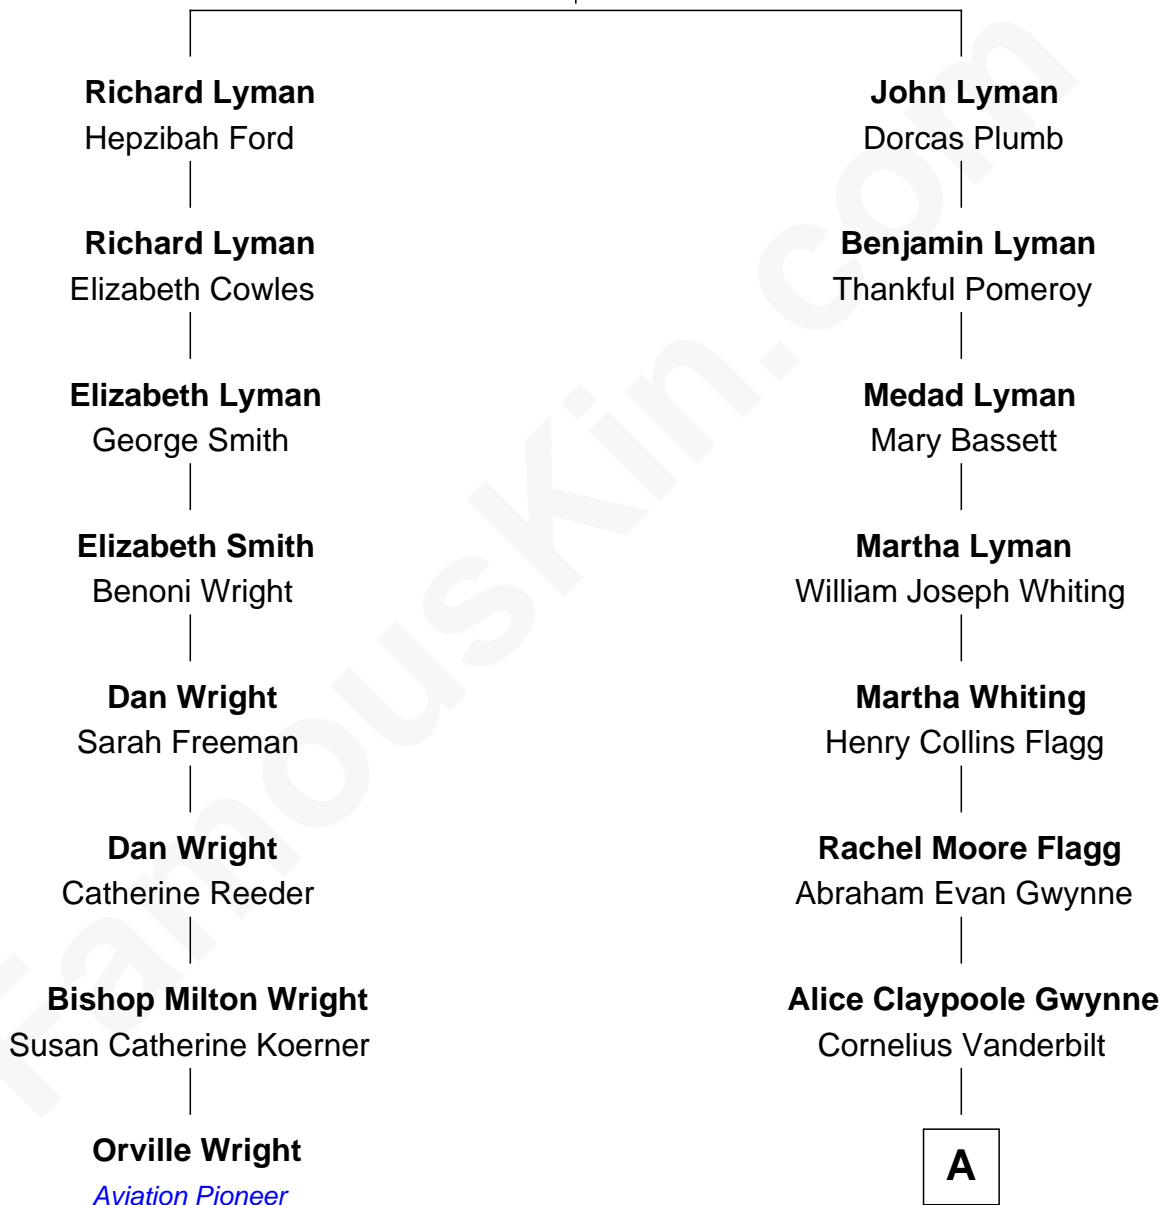 Richard Lyman
Hepzibah Ford
John Lyman
Dorcas Plumb
Richard Lyman
Elizabeth Cowles
Benjamin Lyman
Thankful Pomeroy
Elizabeth Lyman
George Smith
Medad Lyman
Mary Bassett
Elizabeth Smith
Benoni Wright
Martha Lyman
William Joseph Whiting
Dan Wright
Sarah Freeman
Martha Whiting
Henry Collins Flagg
Dan Wright
Catherine Reeder
Rachel Moore Flagg
Abraham Evan Gwynne
Bishop Milton Wright
Susan Catherine Koerner
Alice Claypoole Gwynne
Cornelius Vanderbilt
Orville Wright
Aviation Pioneer
A
FamousKin.com